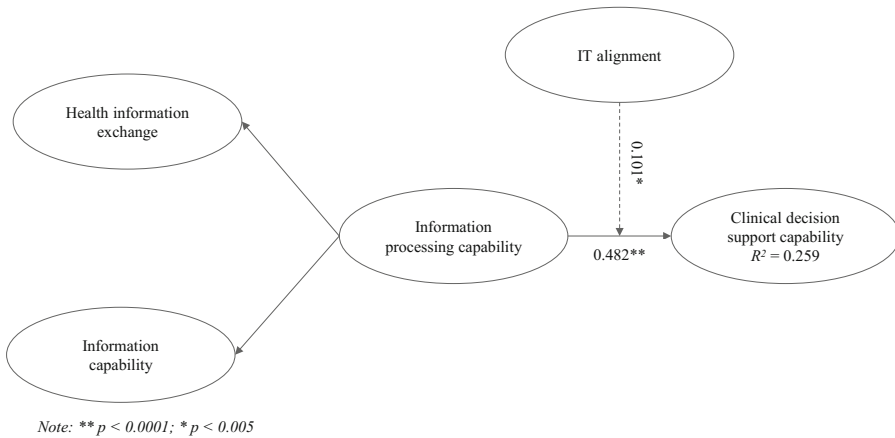 IT alignment
Health information
exchange
0.101*
Information
processing capability
Clinical decision
support capability
R² = 0.259
0.482**
Information
capability
Note: ** p < 0.0001; * p < 0.005